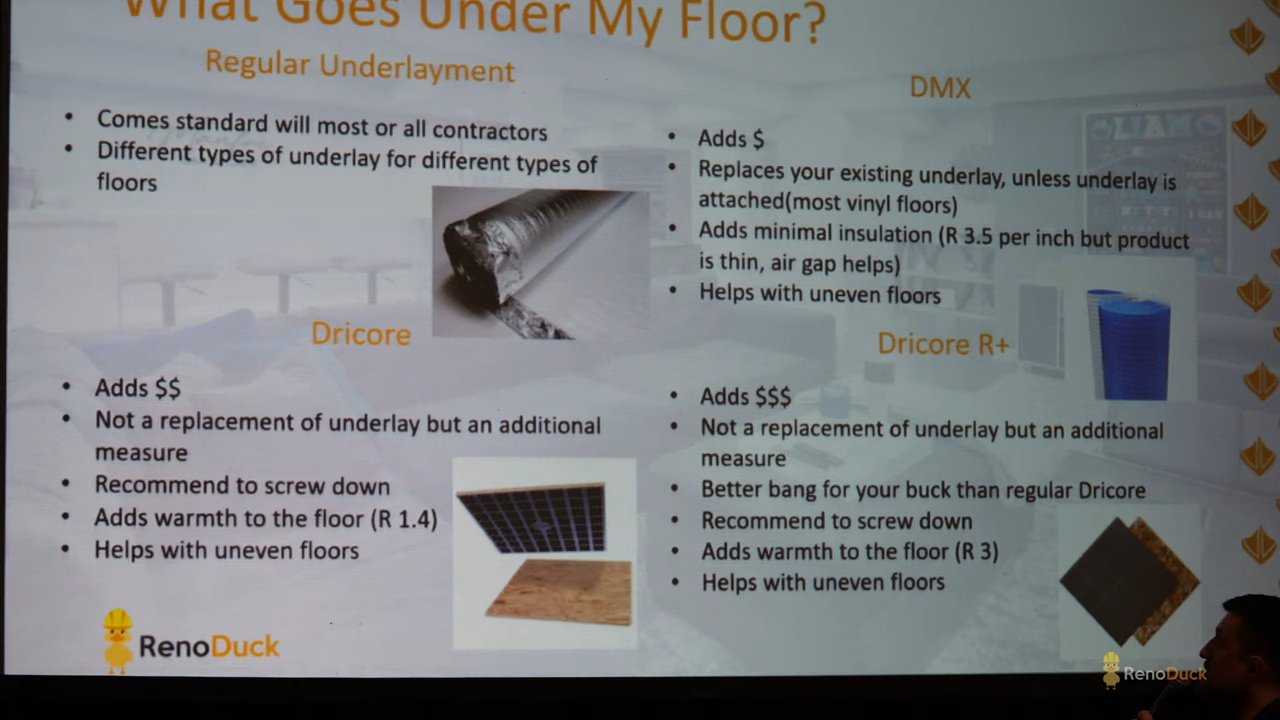 What Goes Under My Floor?
Regular Underlayment
• Comes standard will most or all contractors
• Different types of underlay for different types of
floors
DMX
• Adds $
• Replaces your existing underlay, unless underlay is
attached(most vinyl floors)
• Adds minimal insulation (R 3.5 per inch but product
is thin, air gap helps)
• Helps with uneven floors
Dricore
• Adds $$
• Not a replacement of underlay but an additional
measure
• Recommend to screw down
• Adds warmth to the floor (R 1.4)
• Helps with uneven floors
Dricore R+
• Adds $$$
• Not a replacement of underlay but an additional
measure
• Better bang for your buck than regular Dricore
• Recommend to screw down
• Adds warmth to the floor (R 3)
• Helps with uneven floors
RenoDuck
RenoDuck
LIAM